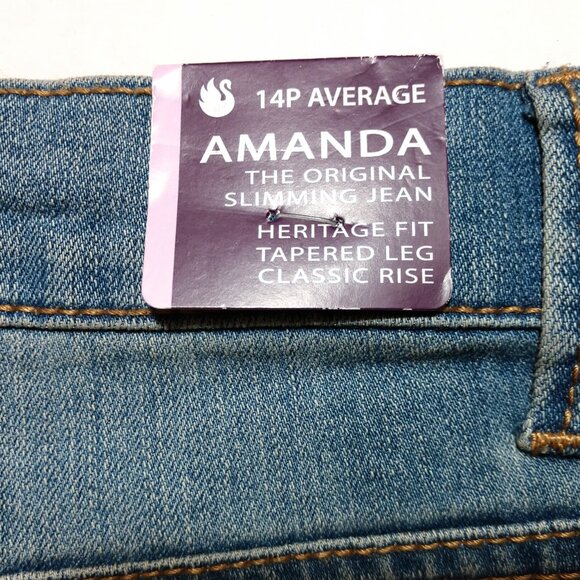 14P AVERAGE
AMANDA
THE ORIGINAL
SLIMMING JEAN
HERITAGE FIT
TAPERED LEG
CLASSIC RISE